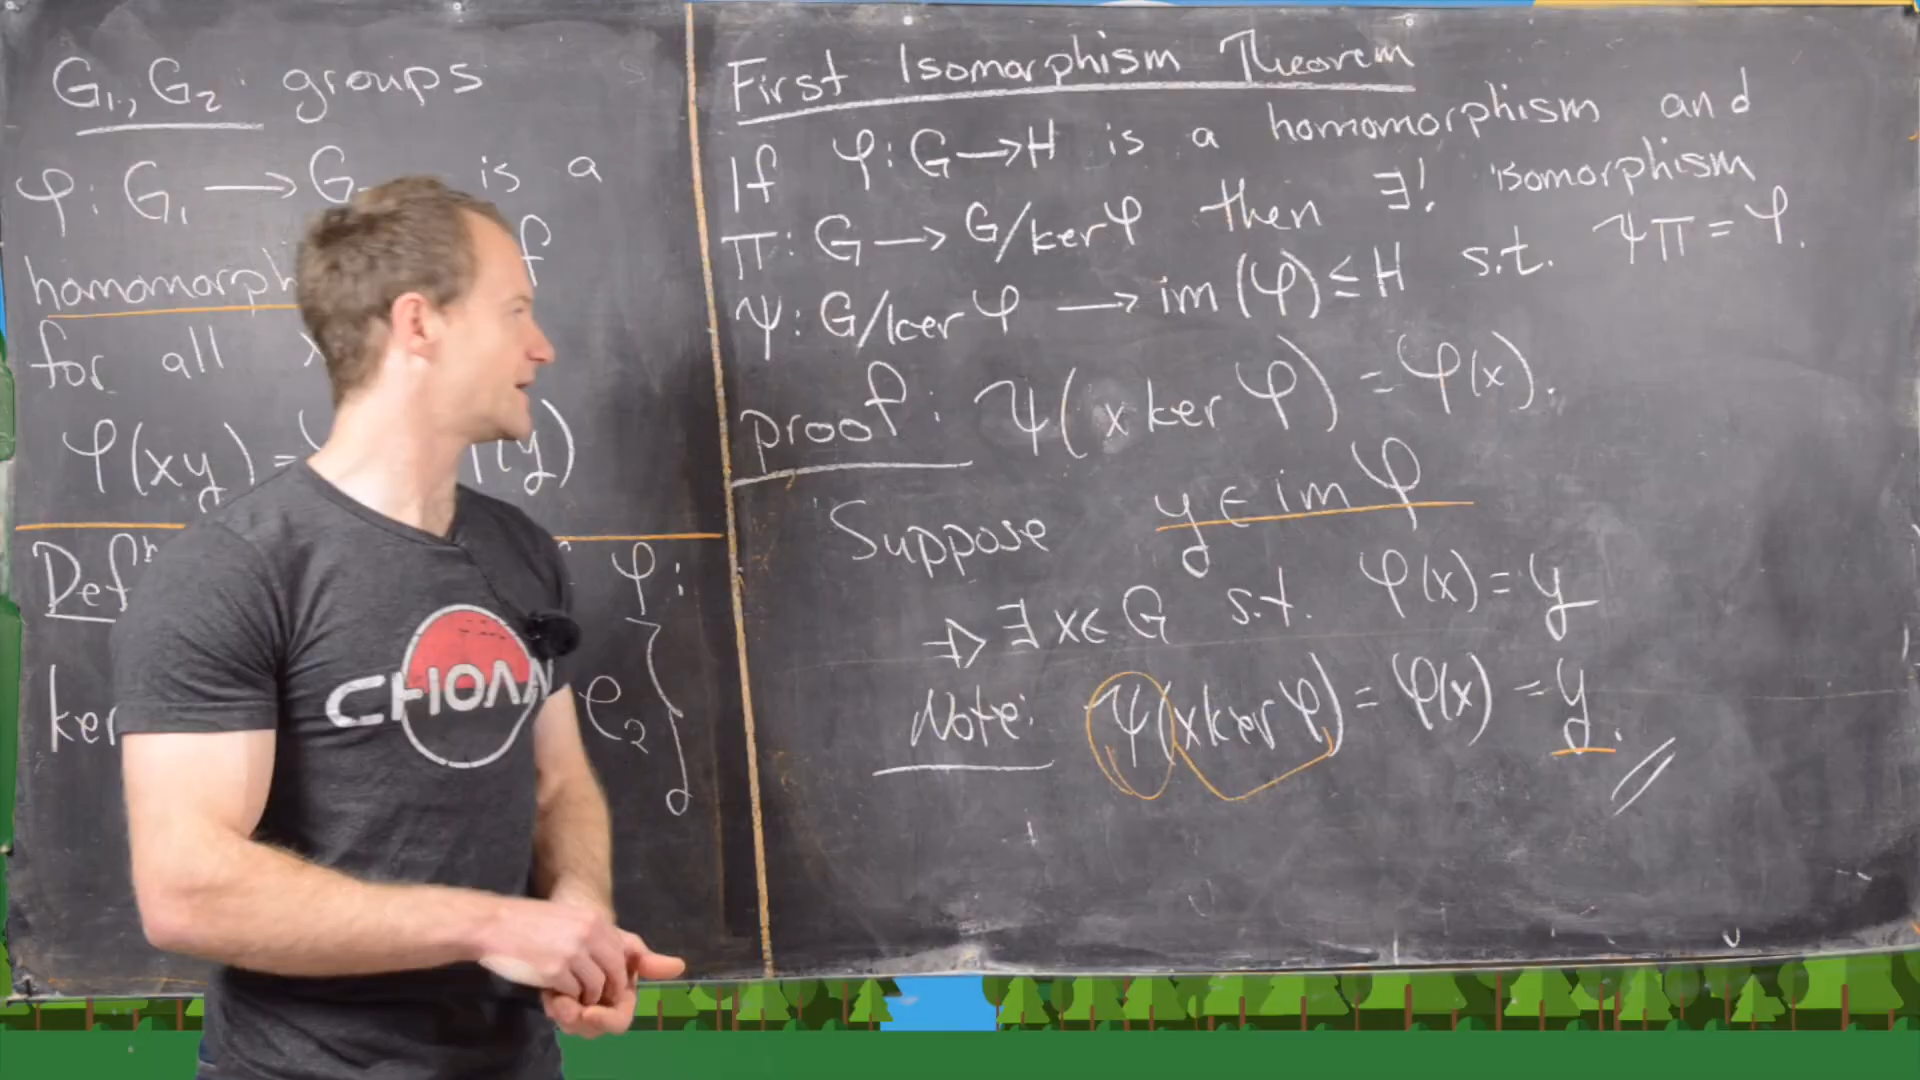 G₁, G₂ groups
φ: G₁ → G is a
homomorph f
for all x
φ(xy) = (y)
Defⁿ φ:
ker e₂ }
CHOAM
First Isomorphism Theorem
If φ: G → H is a homomorphism and
π: G → G/ker φ then ∃! isomorphism
ψ: G/ker φ → im(φ) ≤ H s.t. ψπ = φ.
proof: ψ(x ker φ) = φ(x).
Suppose y ∈ im φ
⇒ ∃ x ∈ G s.t. φ(x) = y
Note: ψ(x ker φ) = φ(x) = y.